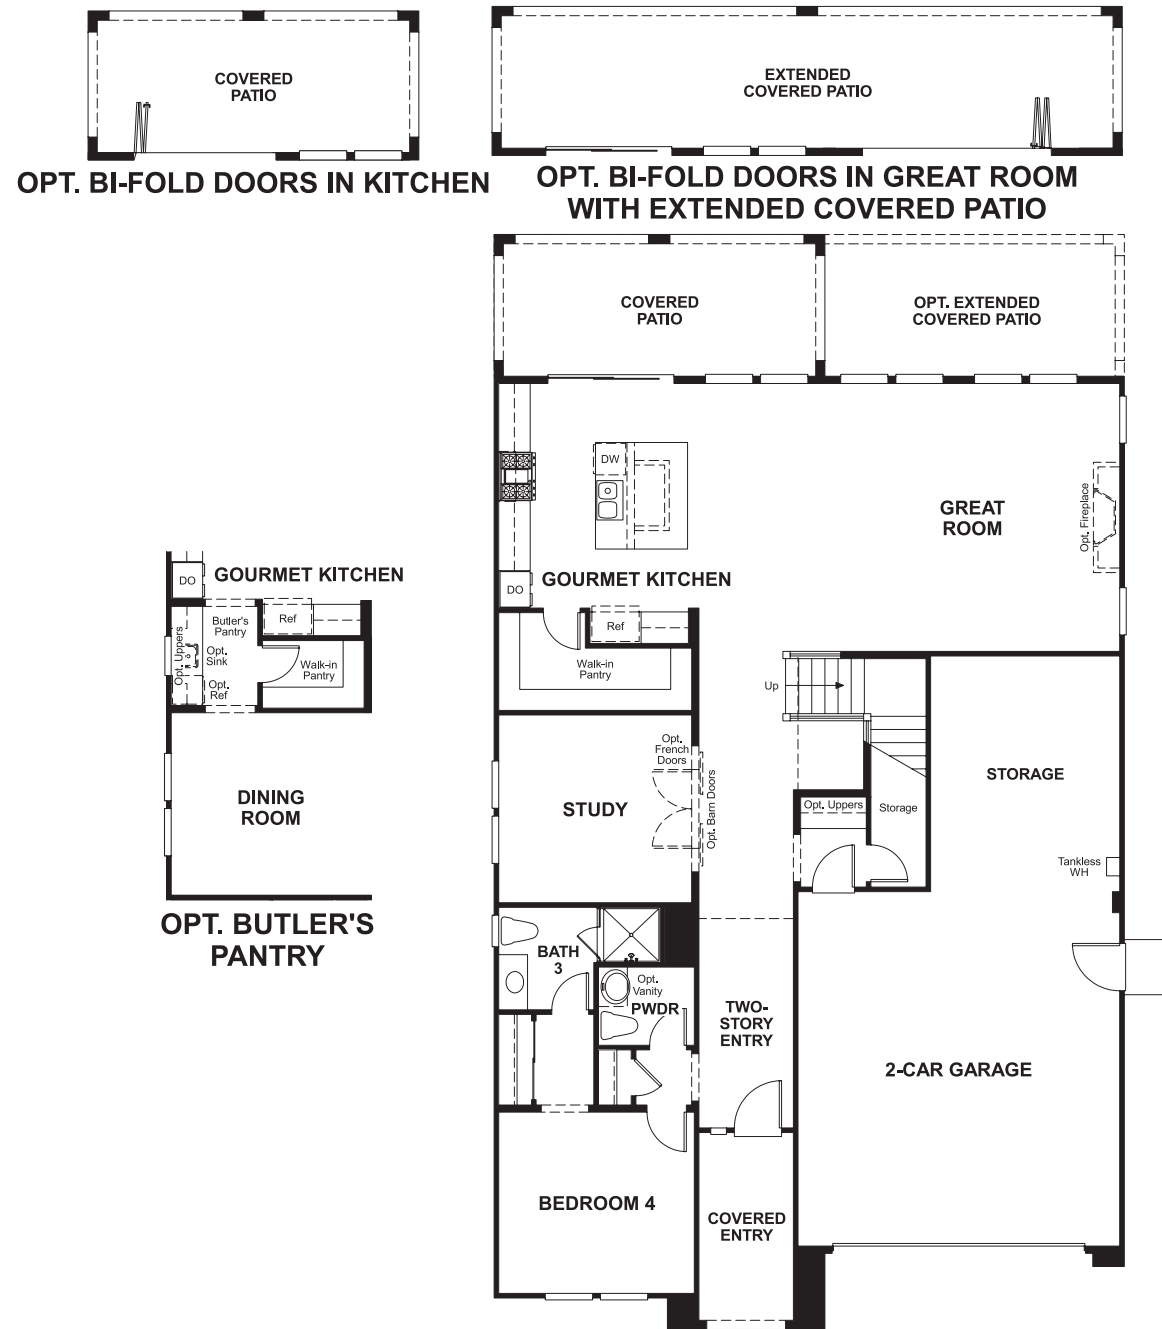 COVERED
PATIO
OPT. BI-FOLD DOORS IN KITCHEN
EXTENDED
COVERED PATIO
OPT. BI-FOLD DOORS IN GREAT ROOM
WITH EXTENDED COVERED PATIO
COVERED
PATIO
OPT. EXTENDED
COVERED PATIO
DW
GREAT
ROOM
Opt. Fireplace
DO
GOURMET KITCHEN
Ref
Walk-in
Pantry
Up
DO
GOURMET KITCHEN
Butler's
Pantry
Ref
Opt. Uppers
Opt.
Sink
Opt.
Ref
Walk-in
Pantry
DINING
ROOM
OPT. BUTLER'S
PANTRY
Opt.
French
Doors
STUDY
Opt. Barn Doors
Opt. Uppers
Storage
STORAGE
Tankless
WH
BATH
3
Opt.
Vanity
PWDR
TWO-
STORY
ENTRY
2-CAR GARAGE
BEDROOM 4
COVERED
ENTRY